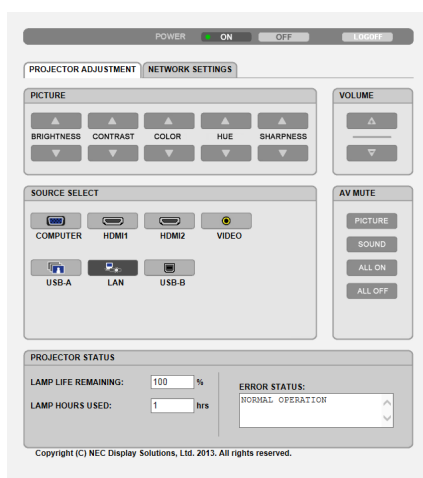 POWER ON OFF LOGOFF
PROJECTOR ADJUSTMENT NETWORK SETTINGS
PICTURE
BRIGHTNESS CONTRAST COLOR HUE SHARPNESS
VOLUME
SOURCE SELECT
COMPUTER HDMI1 HDMI2 VIDEO
USB-A LAN USB-B
AV MUTE
PICTURE
SOUND
ALL ON
ALL OFF
PROJECTOR STATUS
LAMP LIFE REMAINING: 100 %
LAMP HOURS USED: 1 hrs
ERROR STATUS:
NORMAL OPERATION
Copyright (C) NEC Display Solutions, Ltd. 2013. All rights reserved.